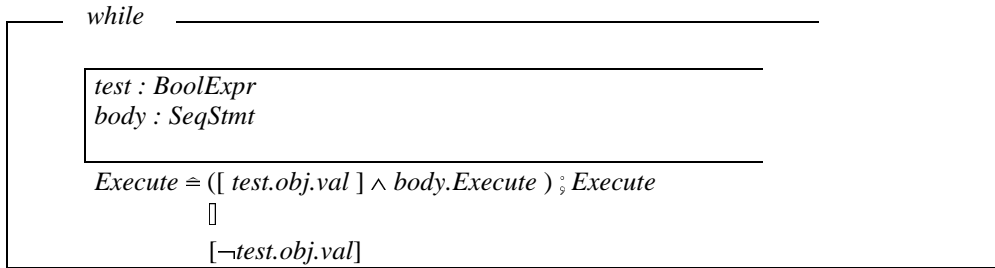 while
test : BoolExpr
body : SeqStmt
Execute ≙ ([ test.obj.val ] ∧ body.Execute ) ⨟ Execute
▯
[¬test.obj.val]